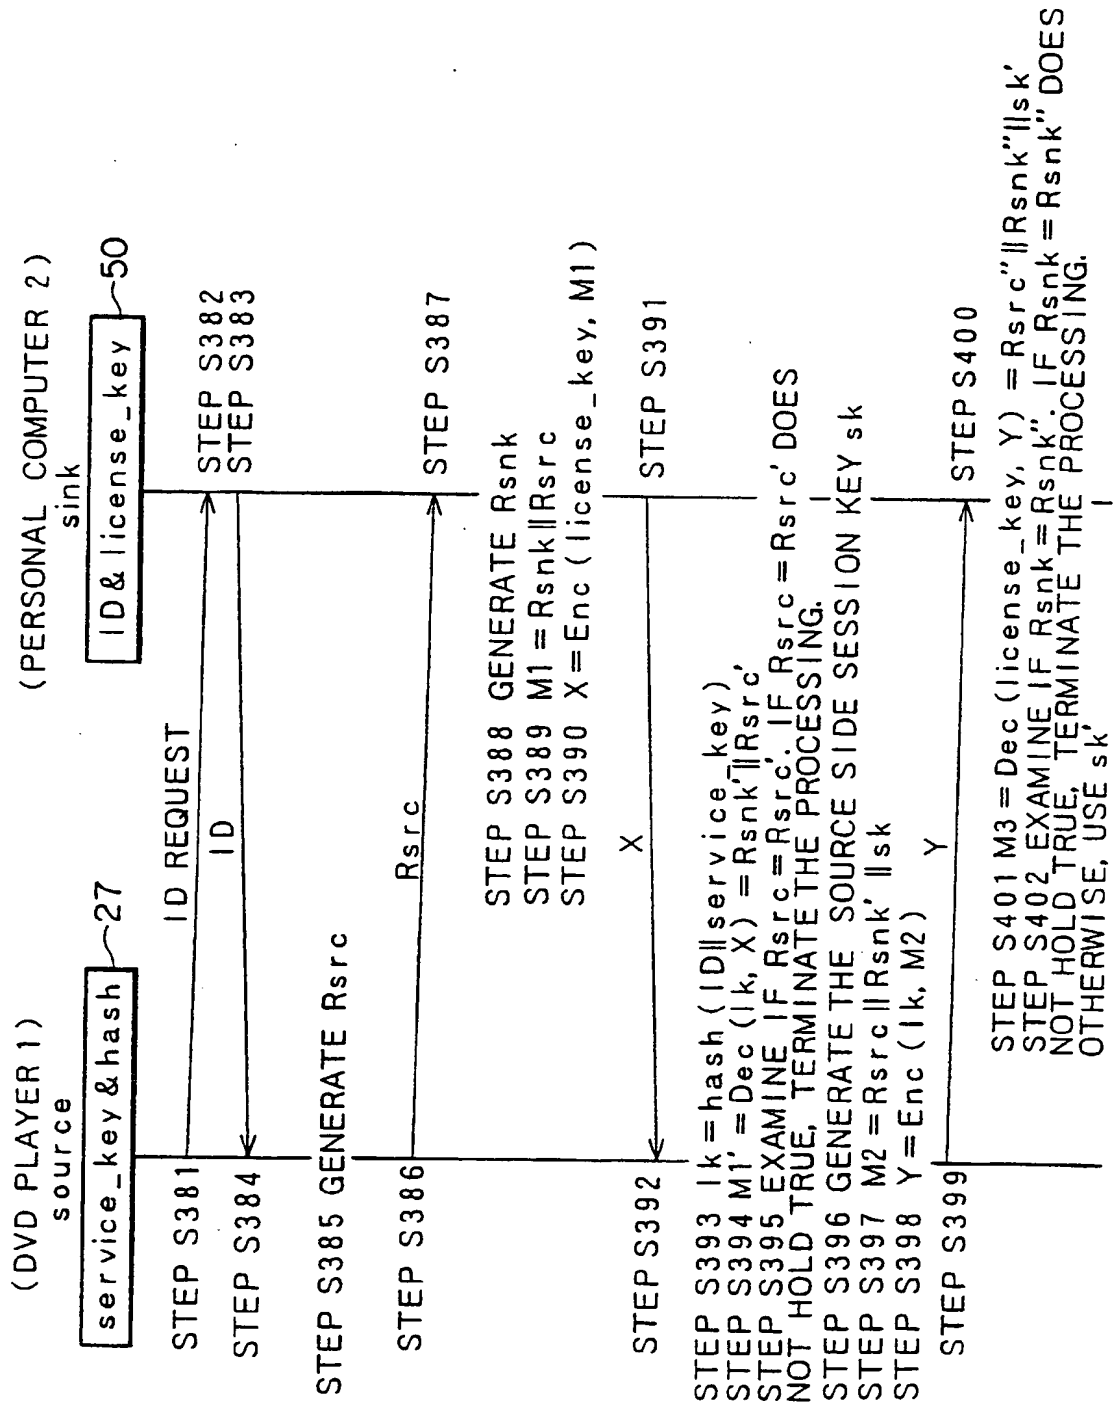 (DVD PLAYER 1)
source
(PERSONAL COMPUTER 2)
sink
service_key & hash
27
ID & license_key
50
STEP S381
ID REQUEST
STEP S382
STEP S383
ID
STEP S384
STEP S385 GENERATE Rsrc
STEP S386
Rsrc
STEP S387
STEP S388 GENERATE Rsnk
STEP S389 M1=Rsnk||Rsrc
STEP S390 X=Enc (license_key, M1)
STEP S391
X
STEP S392
STEP S393 lk=hash (ID||service_key)
STEP S394 M1'=Dec (lk, X) =Rsnk'||Rsrc'
STEP S395 EXAMINE IF Rsrc=Rsrc'. IF Rsrc=Rsrc' DOES
NOT HOLD TRUE, TERMINATE THE PROCESSING.
STEP S396 GENERATE THE SOURCE SIDE SESSION KEY sk
STEP S397 M2=Rsrc||Rsnk'||sk
STEP S398 Y=Enc (lk, M2)
STEP S399
Y
STEP S400
STEP S401 M3=Dec (license_key, Y) =Rsrc"||Rsnk"||sk'
STEP S402 EXAMINE IF Rsnk=Rsnk". IF Rsnk=Rsnk" DOES
NOT HOLD TRUE, TERMINATE THE PROCESSING.
OTHERWISE, USE sk'